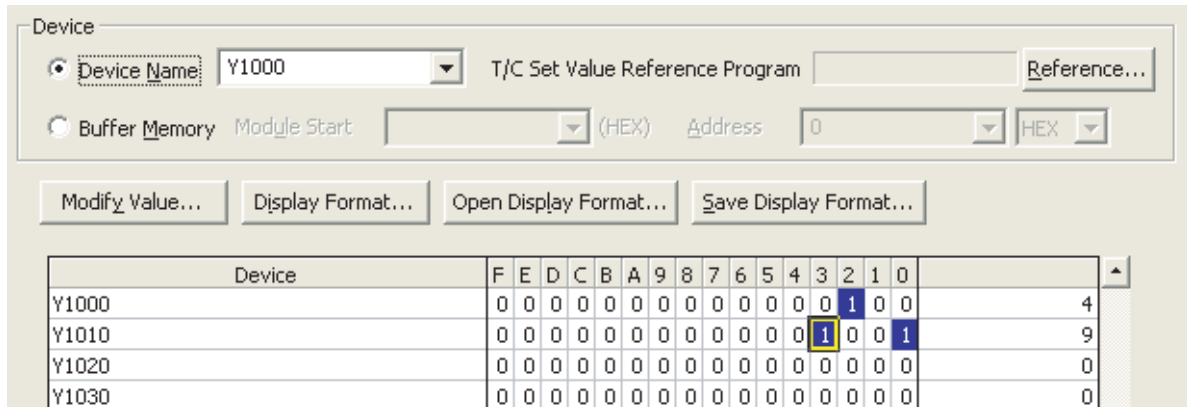 Device
Device Name Y1000 T/C Set Value Reference Program Reference...
Buffer Memory Module Start (HEX) Address 0 HEX
Modify Value... Display Format... Open Display Format... Save Display Format...
Device F E D C B A 9 8 7 6 5 4 3 2 1 0
Y1000 0 0 0 0 0 0 0 0 0 0 0 0 0 1 0 0 4
Y1010 0 0 0 0 0 0 0 0 0 0 0 0 1 0 0 1 9
Y1020 0 0 0 0 0 0 0 0 0 0 0 0 0 0 0 0 0
Y1030 0 0 0 0 0 0 0 0 0 0 0 0 0 0 0 0 0